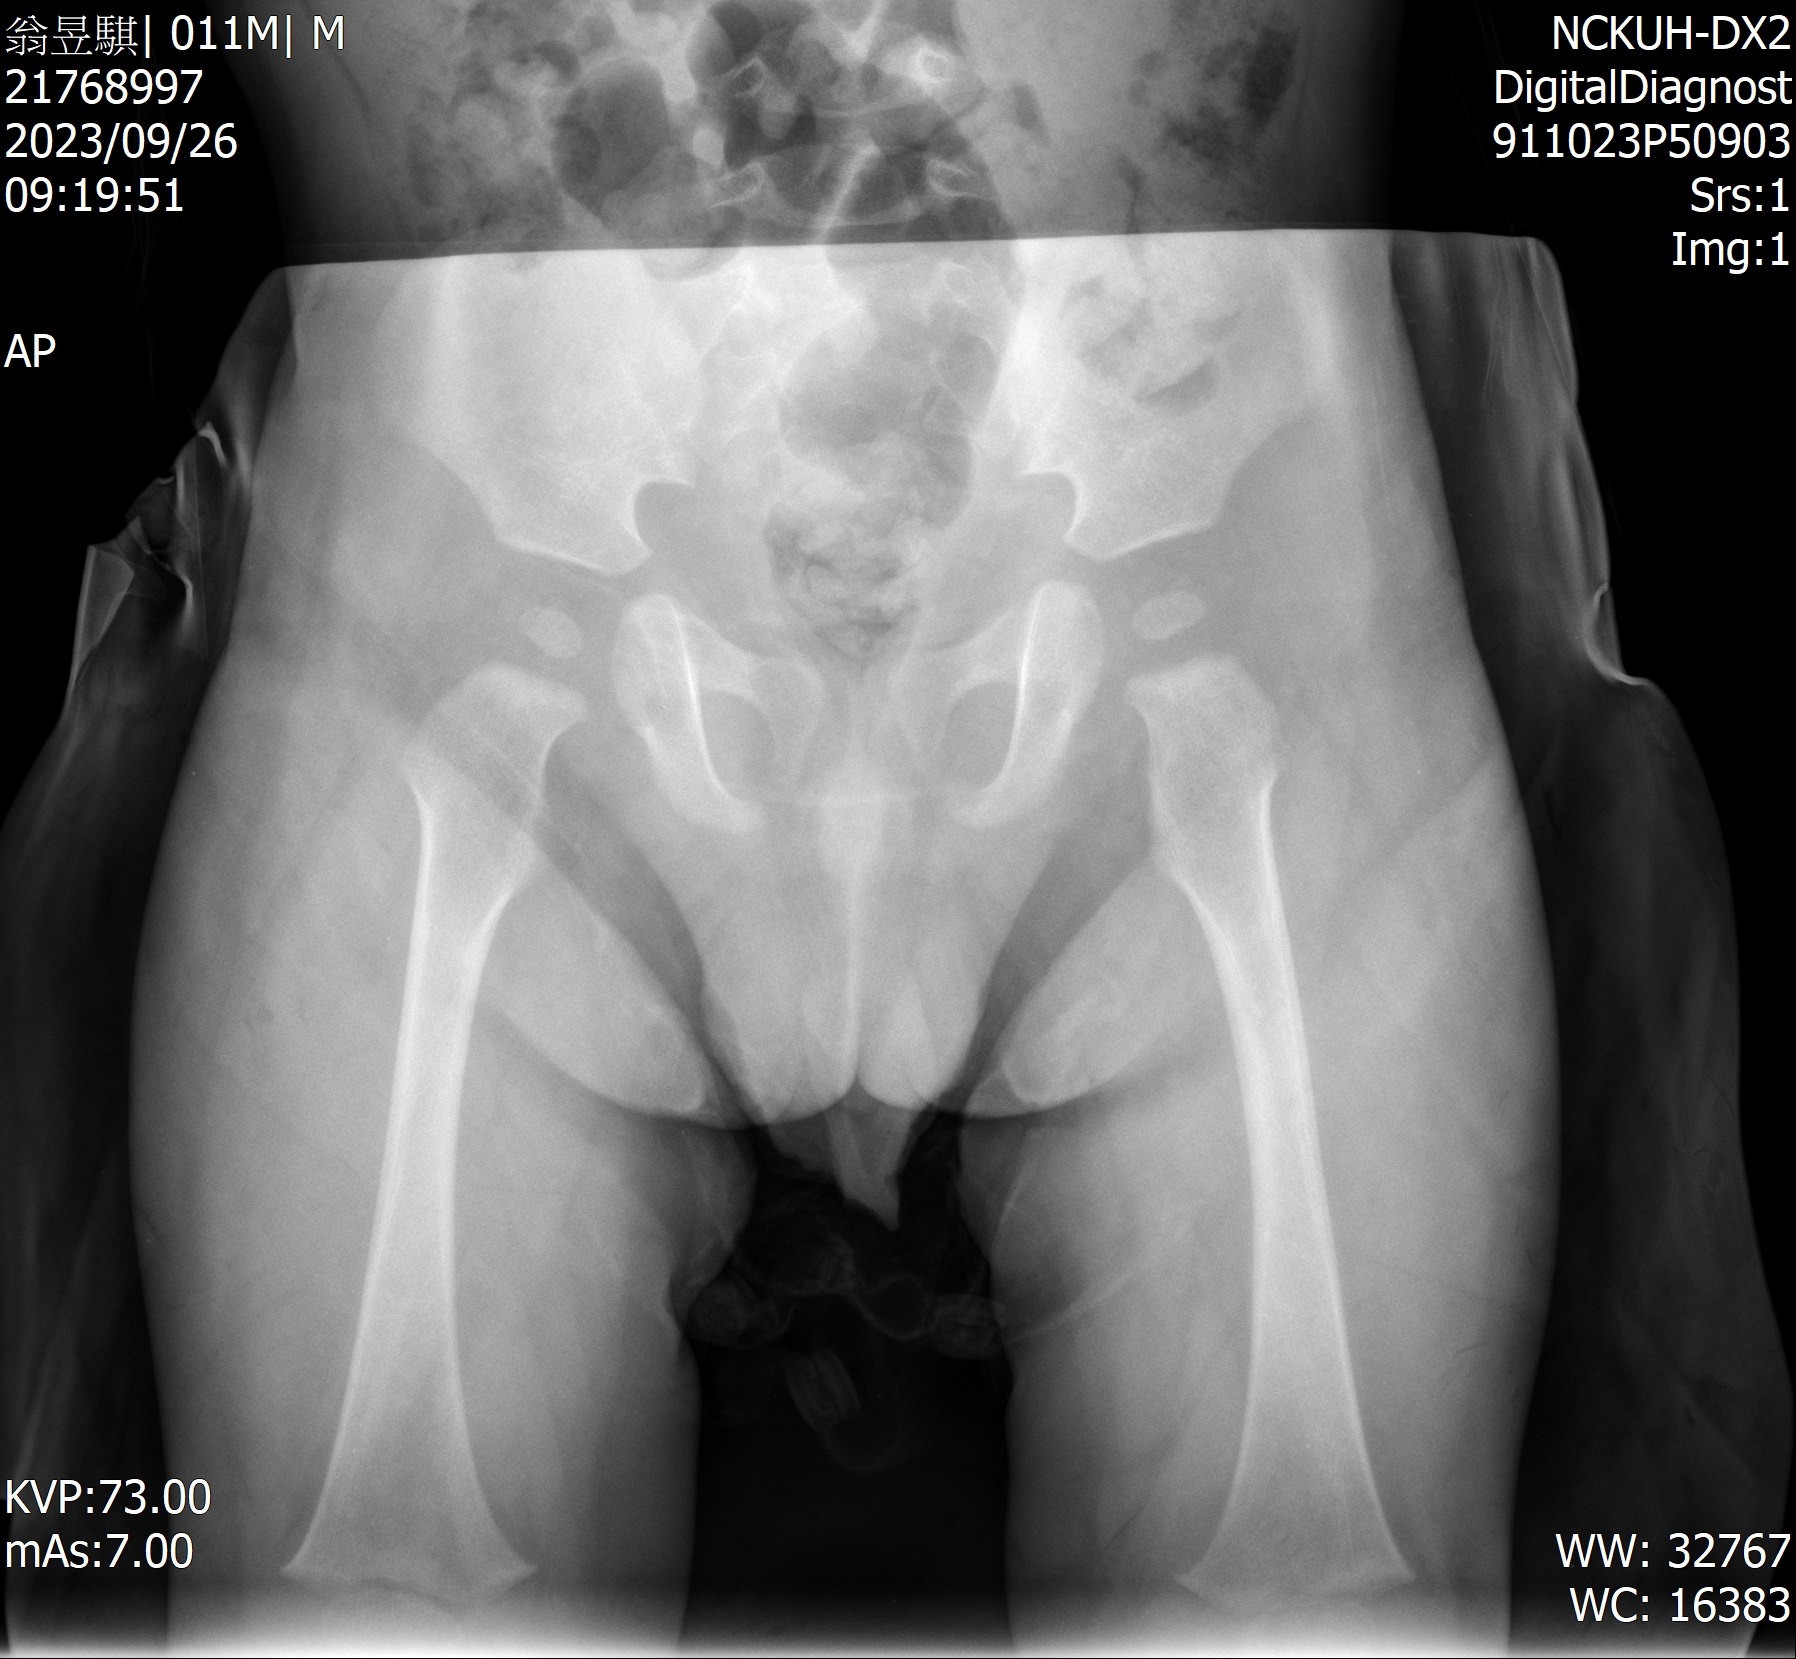 翁昱騏| 011M| M
21768997
2023/09/26
09:19:51
AP
NCKUH-DX2
DigitalDiagnost
911023P50903
Srs:1
Img:1
KVP:73.00
mAs:7.00
WW: 32767
WC: 16383